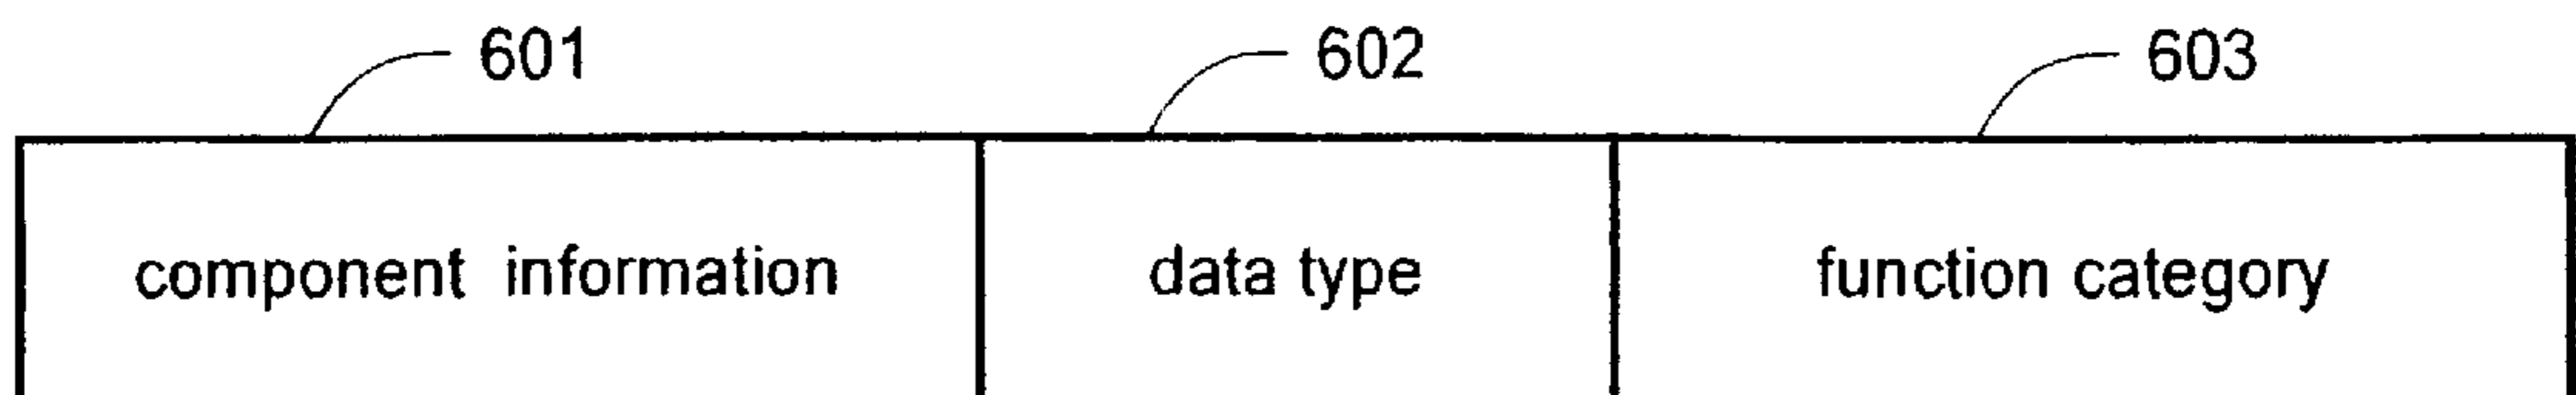 601 602 603
component information data type function category